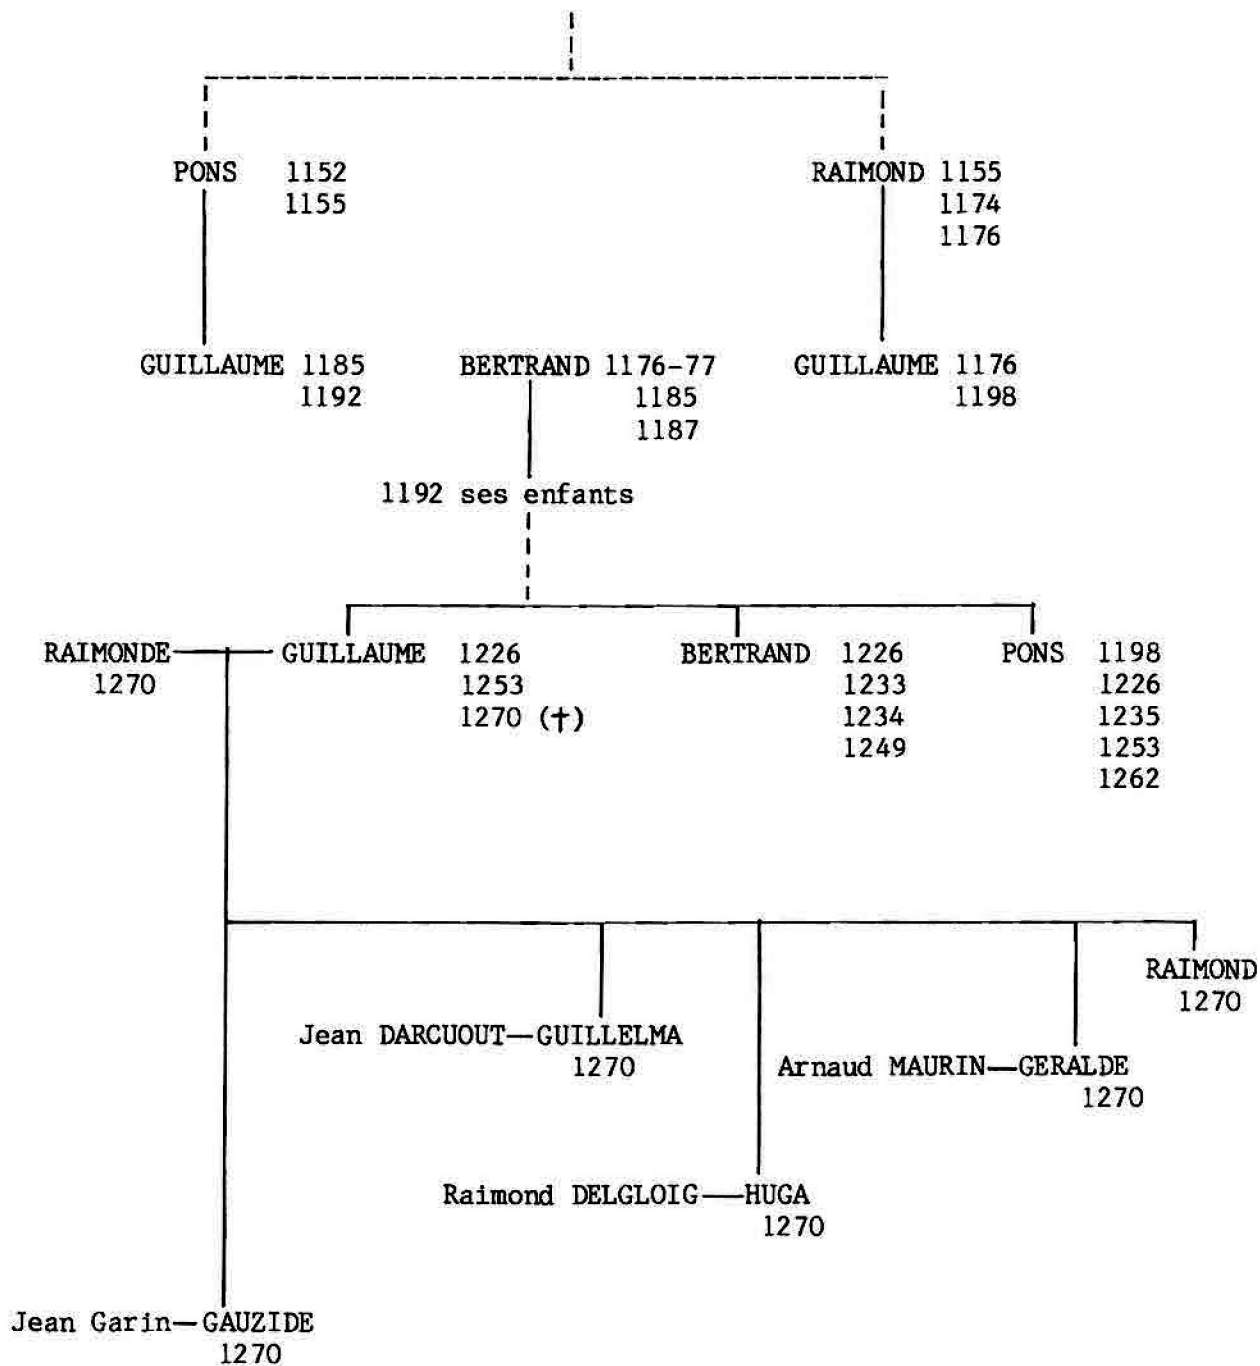 PONS 1152 RAIMOND 1155
1155 1174
1176
GUILLAUME 1185 BERTRAND 1176-77 GUILLAUME 1176
1192 1185 1198
1187
1192 ses enfants
RAIMONDE GUILLAUME 1226 BERTRAND 1226 PONS 1198
1270 1253 1233 1226
1270 (†) 1234 1235
1249 1253
1262
RAIMOND
1270
Jean DARCUOUT—GUILLELMA
1270
Arnaud MAURIN—GERALDE
1270
Raimond DELGLOIG—HUGA
1270
Jean Garin—GAUZIDE
1270